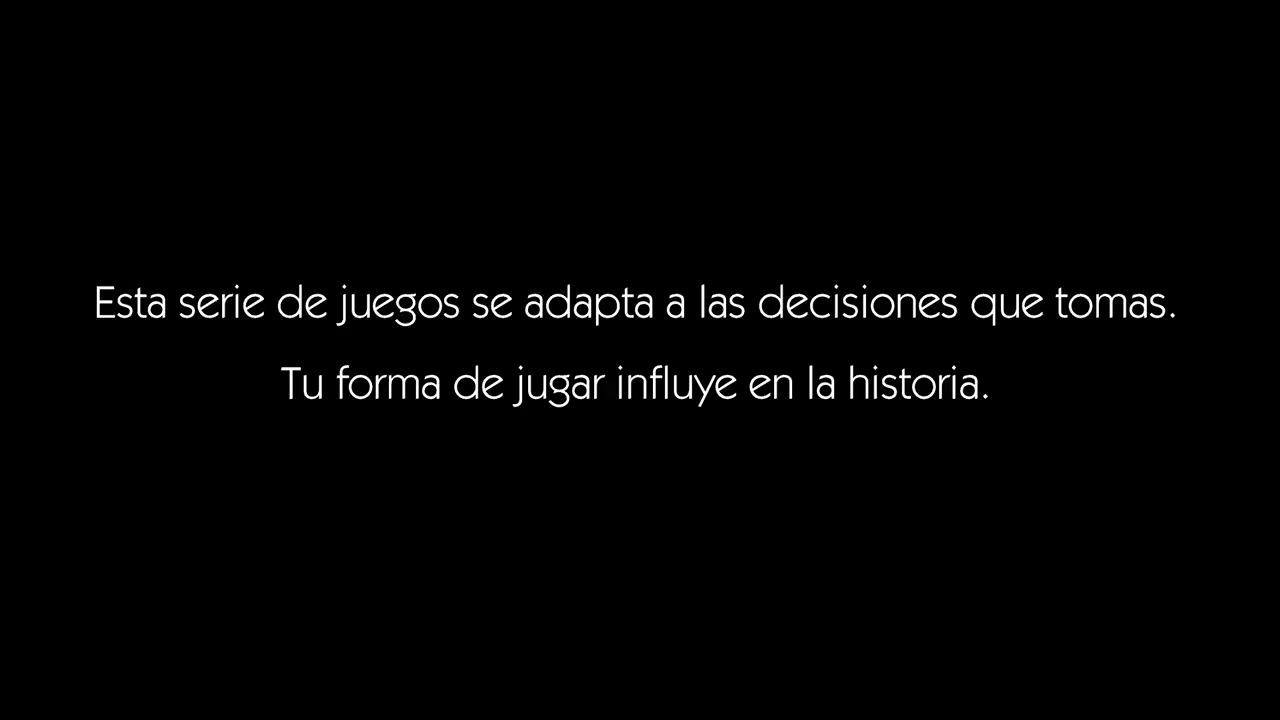 Esta serie de juegos se adapta a las decisiones que tomas.
Tu forma de jugar influye en la historia.